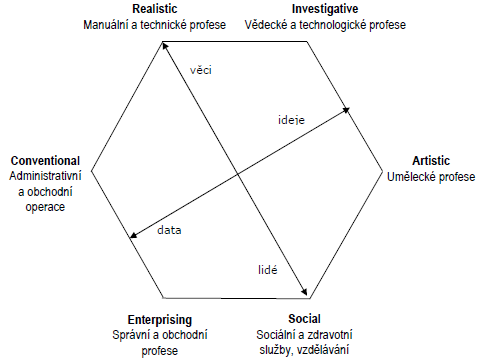 Realistic
Manuální a technické profese
Investigative
Vědecké a technologické profese
věci
ideje
Conventional
Administrativní
a obchodní
operace
Artistic
Umělecké profese
data
lidé
Enterprising
Správní a obchodní
profese
Social
Sociální a zdravotní
služby, vzdělávání